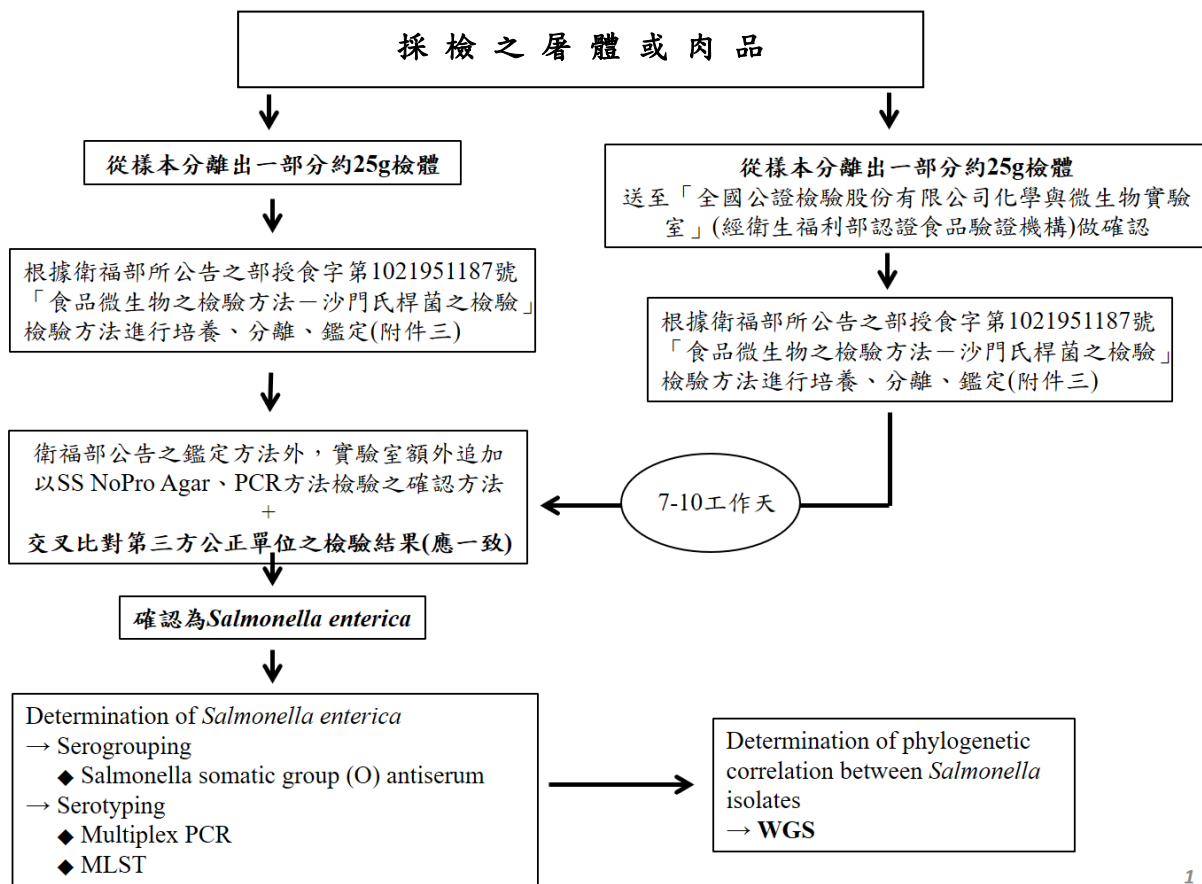 採 檢 之 屠 體 或 肉 品
從樣本分離出一部分約25g檢體
根據衛福部所公告之部授食字第1021951187號
「食品微生物之檢驗方法－沙門氏桿菌之檢驗」
檢驗方法進行培養、分離、鑑定(附件三)
從樣本分離出一部分約25g檢體
送至「全國公證檢驗股份有限公司化學與微生物實驗
室」(經衛生福利部認證食品驗證機構)做確認
根據衛福部所公告之部授食字第1021951187號
「食品微生物之檢驗方法－沙門氏桿菌之檢驗」
檢驗方法進行培養、分離、鑑定(附件三)
7-10工作天
衛福部公告之鑑定方法外，實驗室額外追加
以SS NoPro Agar、PCR方法檢驗之確認方法
+
交叉比對第三方公正單位之檢驗結果(應一致)
確認為Salmonella enterica
Determination of Salmonella enterica
→ Serogrouping
◆ Salmonella somatic group (O) antiserum
→ Serotyping
◆ Multiplex PCR
◆ MLST
Determination of phylogenetic
correlation between Salmonella
isolates
→ WGS
1